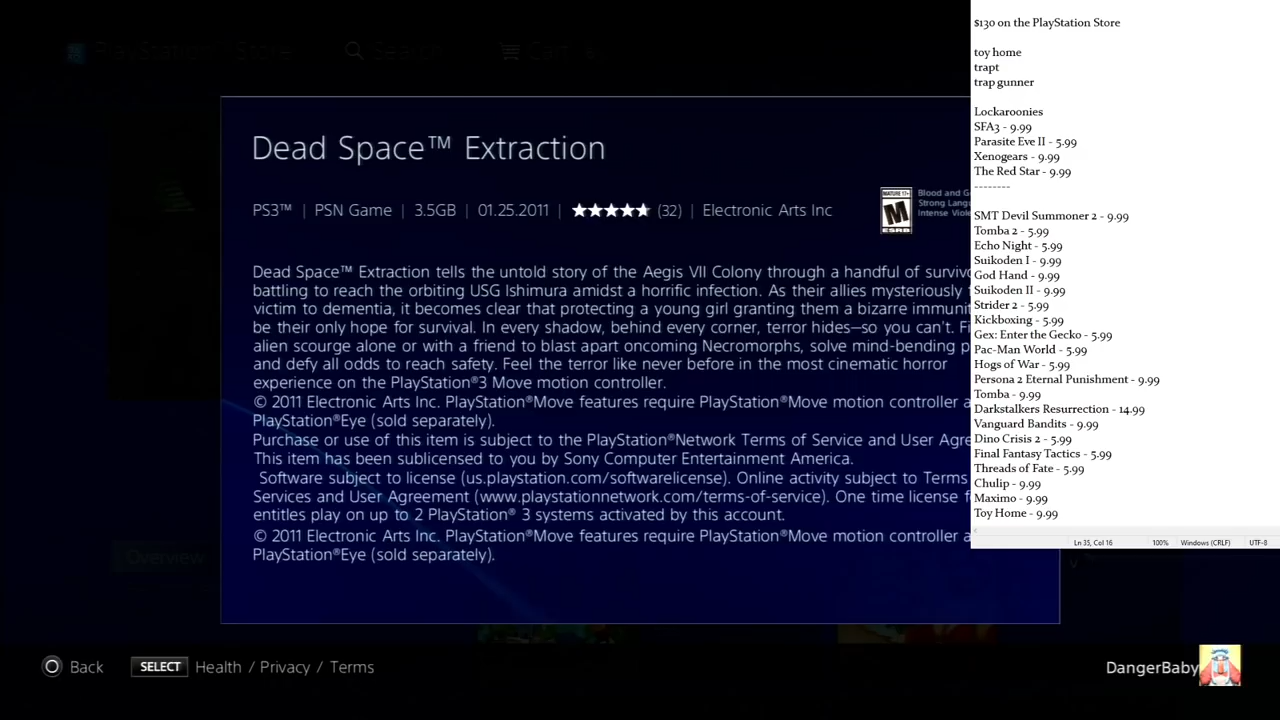 PlayStation™Store
Search
Cart
Dead Space™ Extraction
PS3™ | PSN Game | 3.5GB | 01.25.2011 | ★★★★★ (32) | Electronic Arts Inc
MATURE 17+
M
ESRB
Blood and G
Strong Langu
Intense Viole
Dead Space™ Extraction tells the untold story of the Aegis VII Colony through a handful of survivo
battling to reach the orbiting USG Ishimura amidst a horrific infection. As their allies mysteriously f
victim to dementia, it becomes clear that protecting a young girl granting them a bizarre immunit
be their only hope for survival. In every shadow, behind every corner, terror hides—so you can't. Fi
alien scourge alone or with a friend to blast apart oncoming Necromorphs, solve mind-bending p
and defy all odds to reach safety. Feel the terror like never before in the most cinematic horror
experience on the PlayStation®3 Move motion controller.
© 2011 Electronic Arts Inc. PlayStation®Move features require PlayStation®Move motion controller a
PlayStation®Eye (sold separately).
Purchase or use of this item is subject to the PlayStation®Network Terms of Service and User Agre
This item has been sublicensed to you by Sony Computer Entertainment America.
Software subject to license (us.playstation.com/softwarelicense). Online activity subject to Terms
Services and User Agreement (www.playstationnetwork.com/terms-of-service). One time license f
entitles play on up to 2 PlayStation® 3 systems activated by this account.
© 2011 Electronic Arts Inc. PlayStation®Move features require PlayStation®Move motion controller a
PlayStation®Eye (sold separately).
Overview
Back
SELECT Health / Privacy / Terms
DangerBaby
$130 on the PlayStation Store
toy home
trapt
trap gunner
Lockaroonies
SFA3 - 9.99
Parasite Eve II - 5.99
Xenogears - 9.99
The Red Star - 9.99
--------
SMT Devil Summoner 2 - 9.99
Tomba 2 - 5.99
Echo Night - 5.99
Suikoden I - 9.99
God Hand - 9.99
Suikoden II - 9.99
Strider 2 - 5.99
Kickboxing - 5.99
Gex: Enter the Gecko - 5.99
Pac-Man World - 5.99
Hogs of War - 5.99
Persona 2 Eternal Punishment - 9.99
Tomba - 9.99
Darkstalkers Resurrection - 14.99
Vanguard Bandits - 9.99
Dino Crisis 2 - 5.99
Final Fantasy Tactics - 5.99
Threads of Fate - 5.99
Chulip - 9.99
Maximo - 9.99
Toy Home - 9.99
Ln 35, Col 16
100%
Windows (CRLF)
UTF-8